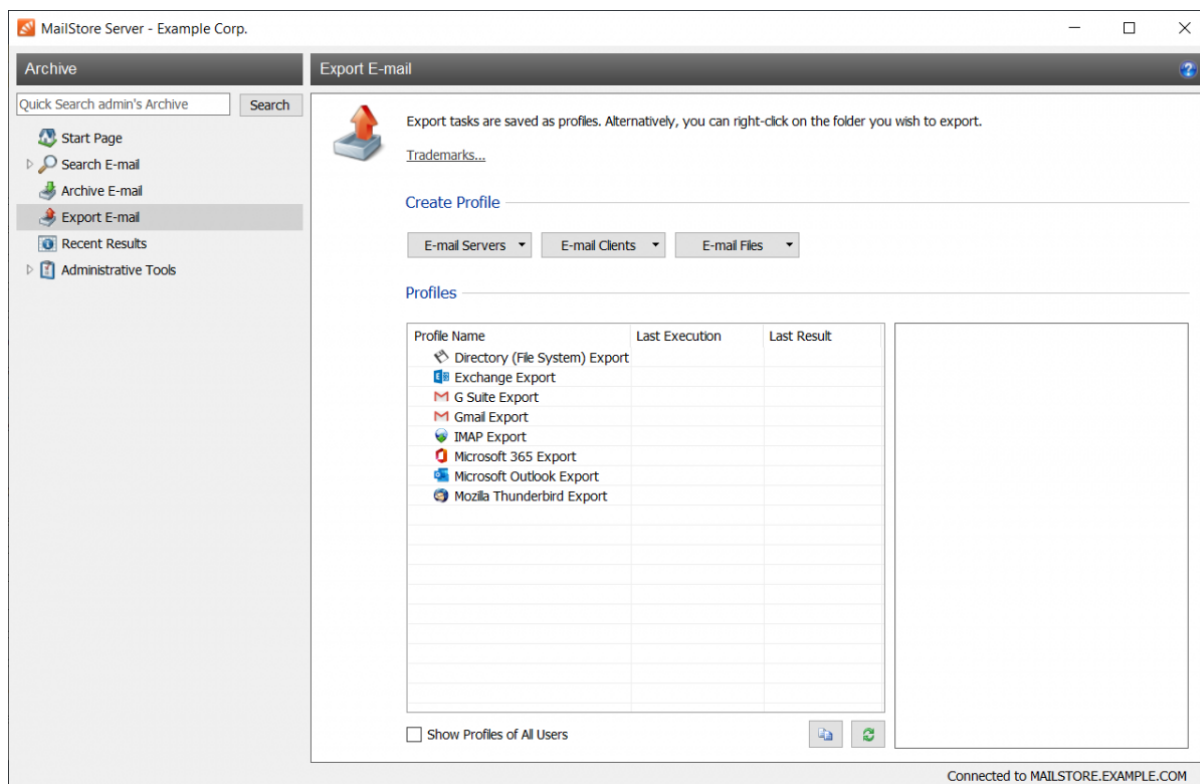 MailStore Server - Example Corp.
Archive
Export E-mail
Quick Search admin's Archive
Search
Start Page
Search E-mail
Archive E-mail
Export E-mail
Recent Results
Administrative Tools
Export tasks are saved as profiles. Alternatively, you can right-click on the folder you wish to export.
Trademarks...
Create Profile
E-mail Servers
E-mail Clients
E-mail Files
Profiles
Profile Name
Last Execution
Last Result
Directory (File System) Export
Exchange Export
G Suite Export
Gmail Export
IMAP Export
Microsoft 365 Export
Microsoft Outlook Export
Mozilla Thunderbird Export
Show Profiles of All Users
Connected to MAILSTORE.EXAMPLE.COM